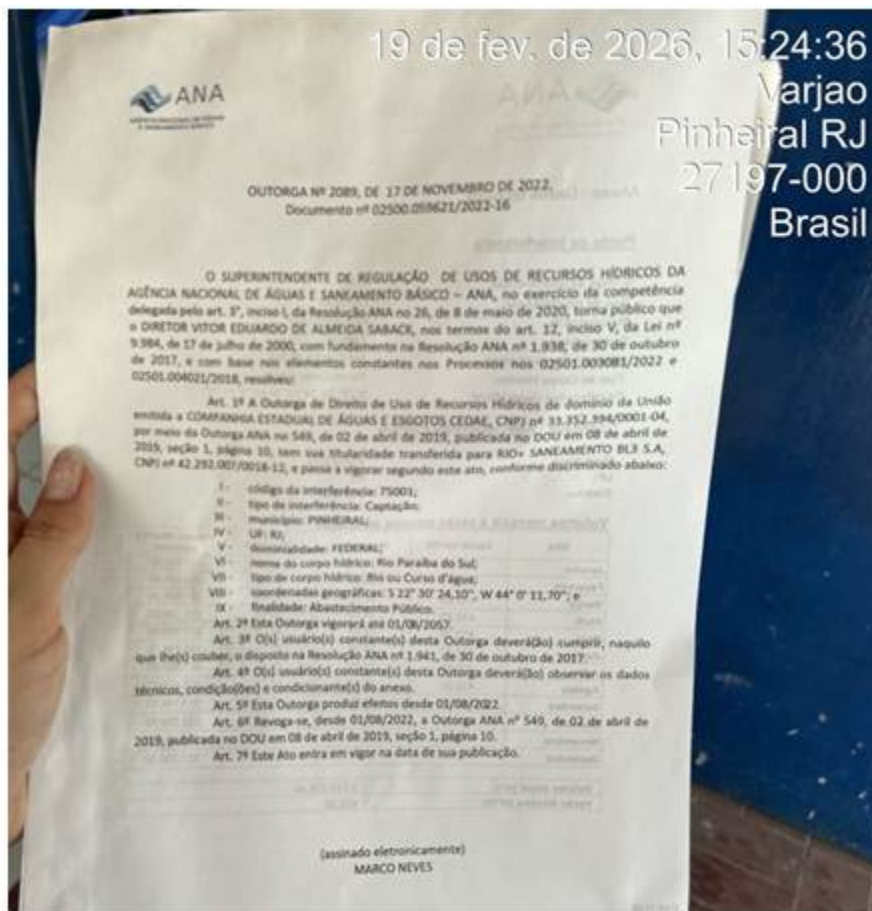 19 de fev. de 2026, 15:24:36
Varjao
Pinheiral RJ
27197-000
Brasil
ANA
OUTORGA Nº 2089, DE 17 DE NOVEMBRO DE 2022.
Documento nº 02500.059621/2022-16
O SUPERINTENDENTE DE REGULAÇÃO DE USOS DE RECURSOS HÍDRICOS DA
AGÊNCIA NACIONAL DE ÁGUAS E SANEAMENTO BÁSICO – ANA, no exercício da competência
delegada pelo art. 3º, inciso I, da Resolução ANA no 26, de 8 de maio de 2020, torna público que
o DIRETOR VITOR EDUARDO DE ALMEIDA SABACK, nos termos do art. 12, inciso V, da Lei nº
9.984, de 17 de julho de 2000, com fundamento na Resolução ANA nº 1.938, de 30 de outubro
de 2017, e com base nos elementos constantes nos Processos nos 02501.003081/2022 e
02501.004021/2018, resolveu:
Art. 1º A Outorga de Direito de Uso de Recursos Hídricos de domínio da União
emitida a COMPANHIA ESTADUAL DE ÁGUAS E ESGOTOS CEDAE, CNPJ nº 33.352.394/0001-04,
por meio da Outorga ANA no 549, de 02 de abril de 2019, publicada no DOU em 08 de abril de
2019, seção 1, página 10, tem sua titularidade transferida para RIO+ SANEAMENTO BL3 S.A,
CNPJ nº 42.292.007/0018-12, e passa a vigorar segundo este ato, conforme discriminado abaixo:
I - código da interferência: 75001;
II - tipo de interferência: Captação;
III - município: PINHEIRAL;
IV - UF: RJ;
V - dominialidade: FEDERAL;
VI - nome do corpo hídrico: Rio Paraíba do Sul;
VII - tipo de corpo hídrico: Rio ou Curso d'água;
VIII - coordenadas geográficas: S 22° 30' 24,10", W 44° 0' 11,70"; e
IX - finalidade: Abastecimento Público.
Art. 2º Esta Outorga vigorará até 01/08/2057.
Art. 3º O(s) usuário(s) constante(s) desta Outorga deverá(ão) cumprir, naquilo
que lhe(s) couber, o disposto na Resolução ANA nº 1.941, de 30 de outubro de 2017.
Art. 4º O(s) usuário(s) constante(s) desta Outorga deverá(ão) observar os dados
técnicos, condição(ões) e condicionante(s) do anexo.
Art. 5º Esta Outorga produz efeitos desde 01/08/2022.
Art. 6º Revoga-se, desde 01/08/2022, a Outorga ANA nº 549, de 02 de abril de
2019, publicada no DOU em 08 de abril de 2019, seção 1, página 10.
Art. 7º Este Ato entra em vigor na data de sua publicação.
(assinado eletronicamente)
MARCO NEVES